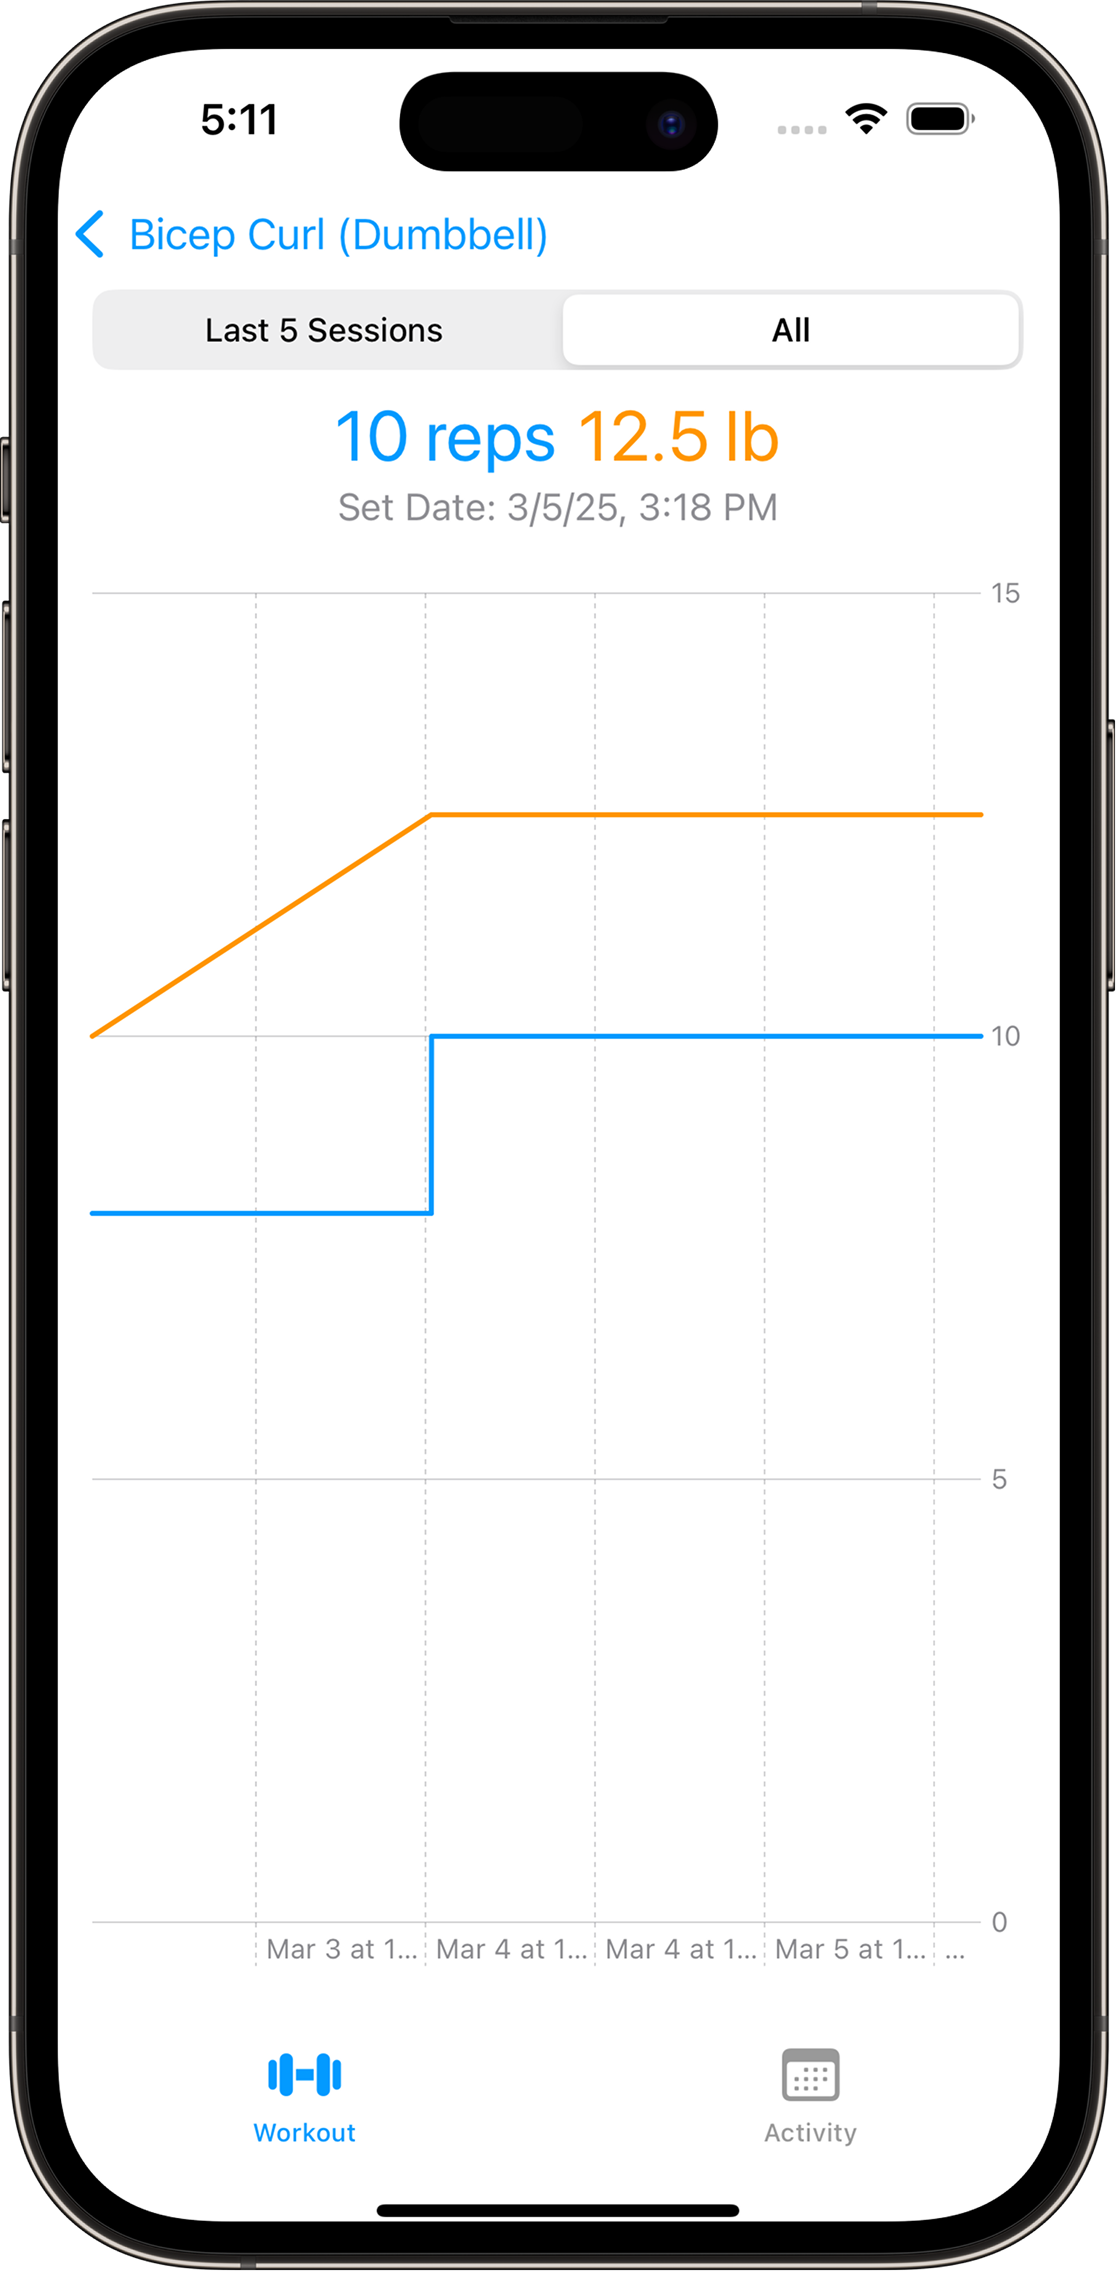 5:11
Bicep Curl (Dumbbell)
Last 5 Sessions All
10 reps 12.5 lb
Set Date: 3/5/25, 3:18 PM
15
10
5
0
Mar 3 at 1... Mar 4 at 1... Mar 4 at 1... Mar 5 at 1... ...
Workout Activity